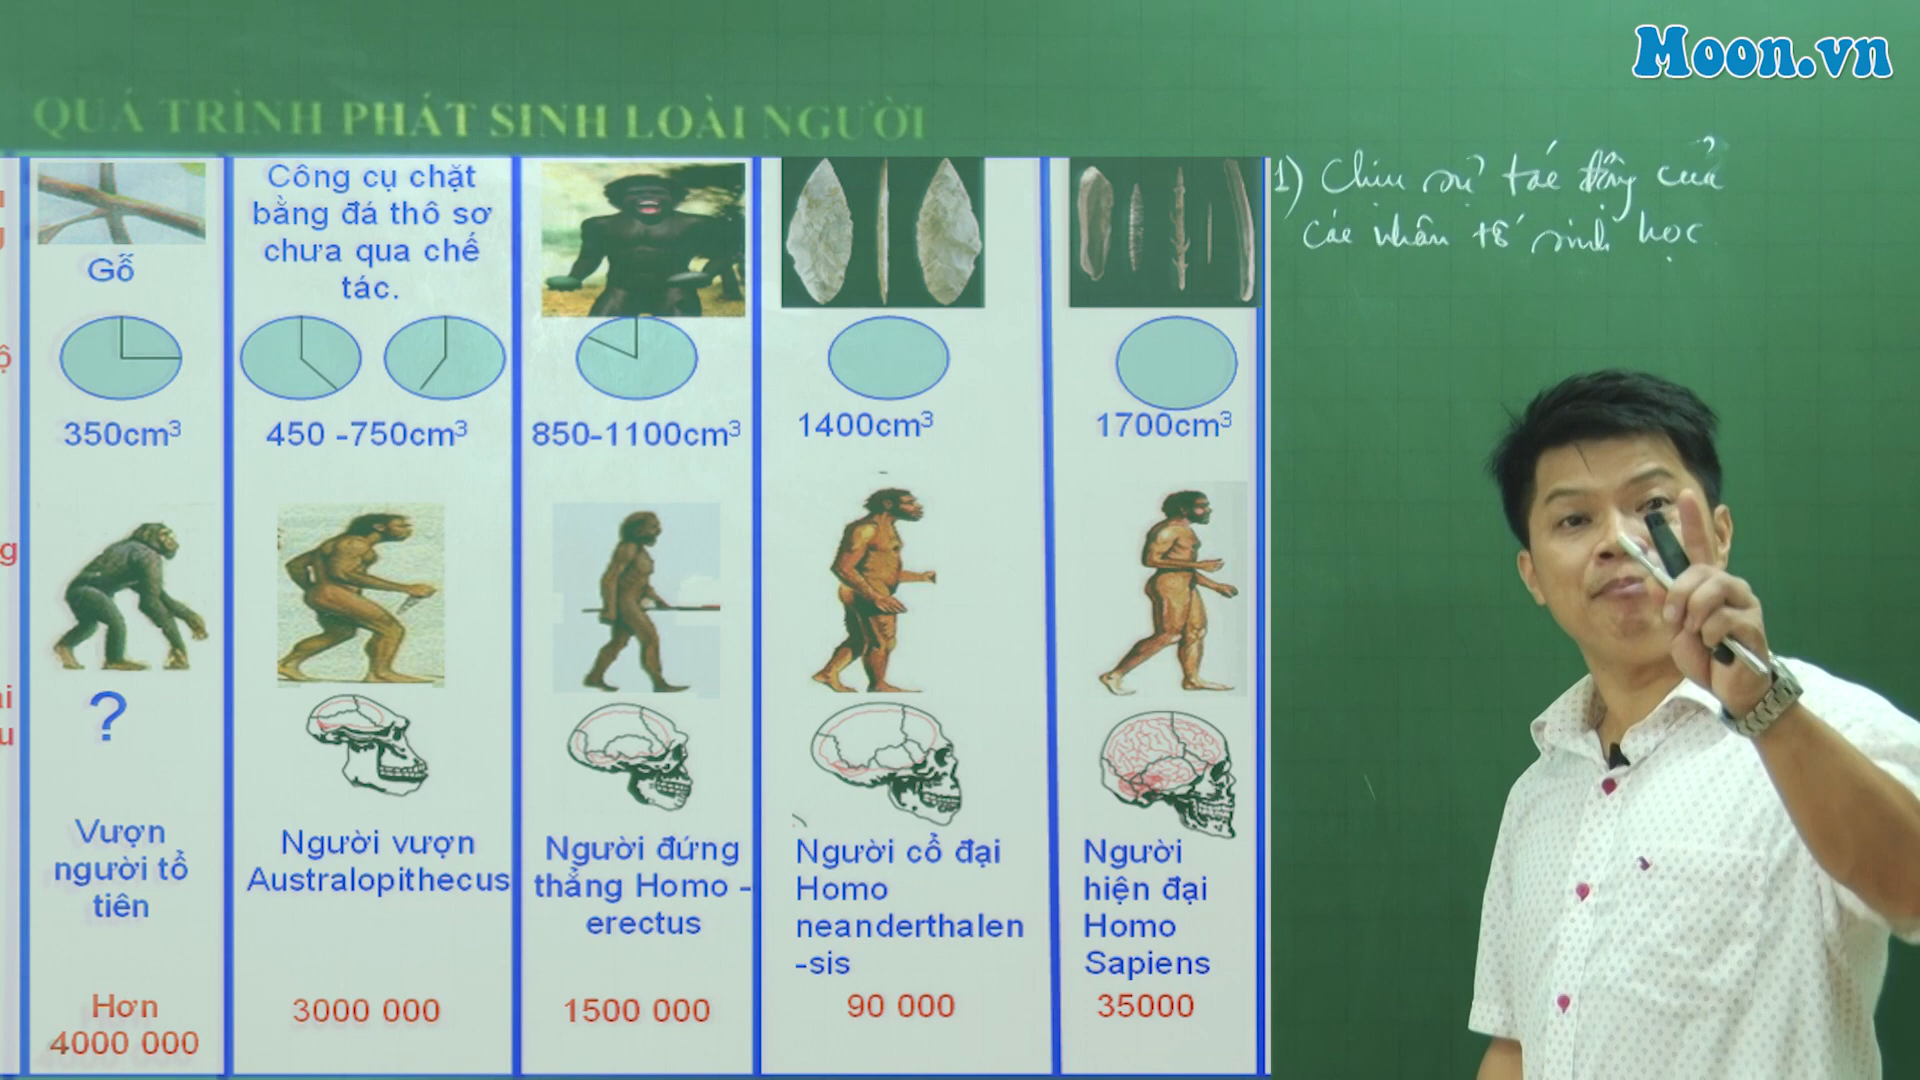 Moon.vn
QUÁ TRÌNH PHÁT SINH LOÀI NGƯỜI
Gỗ
350cm³
?
Vượn
người tổ
tiên
Hơn
4000 000
Công cụ chặt
bằng đá thô sơ
chưa qua chế
tác.
450 -750cm³
Người vượn
Australopithecus
3000 000
850-1100cm³
Người đứng
thẳng Homo -
erectus
1500 000
1400cm³
Người cổ đại
Homo
neanderthalen
-sis
90 000
1700cm³
Người
hiện đại
Homo
Sapiens
35000
1) Chịu sự tác động của
các nhân tố sinh học